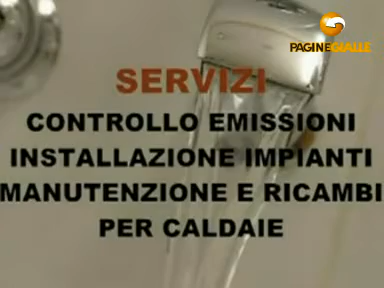 PAGINEGIALLE
SERVIZI
CONTROLLO EMISSIONI
INSTALLAZIONE IMPIANTI
MANUTENZIONE E RICAMBI
PER CALDAIE